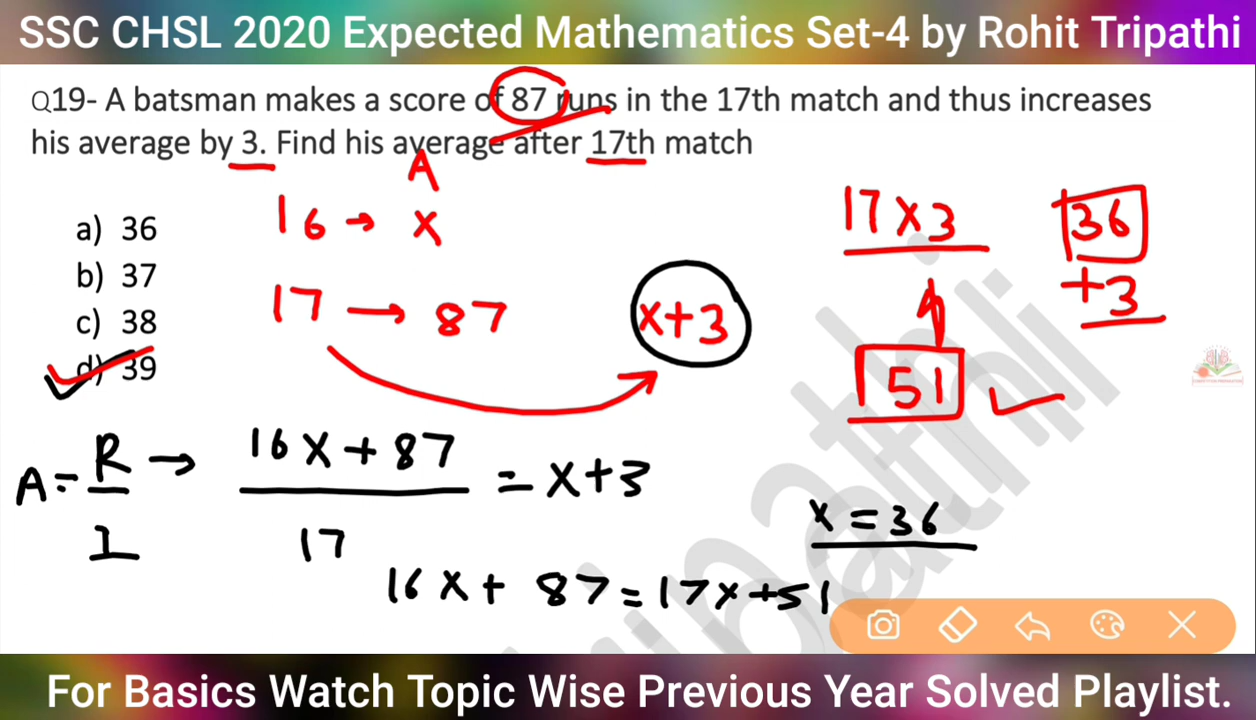 SSC CHSL 2020 Expected Mathematics Set-4 by Rohit Tripathi
Q19- A batsman makes a score of 87 runs in the 17th match and thus increases
his average by 3. Find his average after 17th match
A
a) 36
b) 37
c) 38
d) 39
16 → x
17 → 87
x+3
17 x 3
51
36
+3
A = R/I → (16x + 87)/17 = x+3
x = 36
16x + 87 = 17x + 51
For Basics Watch Topic Wise Previous Year Solved Playlist.